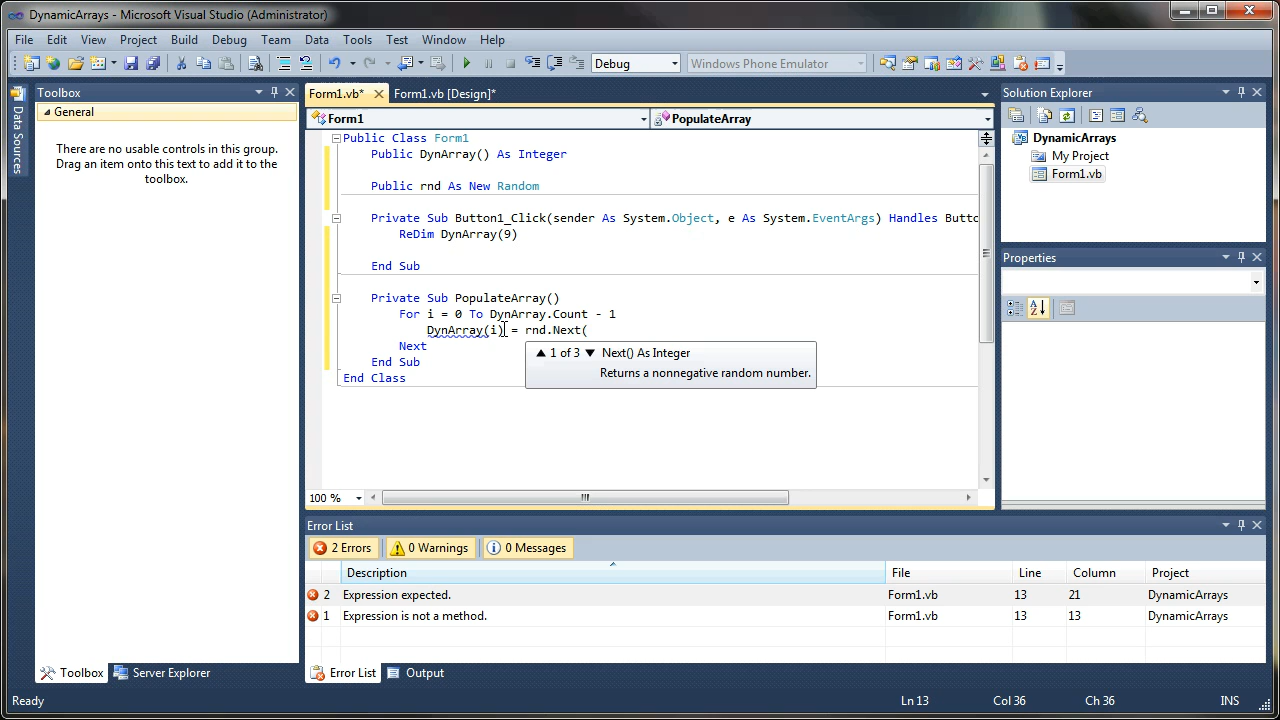 DynamicArrays - Microsoft Visual Studio (Administrator)
File Edit View Project Build Debug Team Data Tools Test Window Help
Debug
Windows Phone Emulator
Data Sources
Toolbox
General
There are no usable controls in this group.
Drag an item onto this text to add it to the
toolbox.
Toolbox
Server Explorer
Form1.vb*
Form1.vb [Design]*
Form1
PopulateArray
Public Class Form1
Public DynArray() As Integer
Public rnd As New Random
Private Sub Button1_Click(sender As System.Object, e As System.EventArgs) Handles Butto
ReDim DynArray(9)
End Sub
Private Sub PopulateArray()
For i = 0 To DynArray.Count - 1
DynArray(i) = rnd.Next(
Next
End Sub
End Class
1 of 3 Next() As Integer
Returns a nonnegative random number.
100 %
Error List
2 Errors
0 Warnings
0 Messages
Description File Line Column Project
2 Expression expected. Form1.vb 13 21 DynamicArrays
1 Expression is not a method. Form1.vb 13 13 DynamicArrays
Error List
Output
Solution Explorer
DynamicArrays
My Project
Form1.vb
Properties
Ready
Ln 13
Col 36
Ch 36
INS